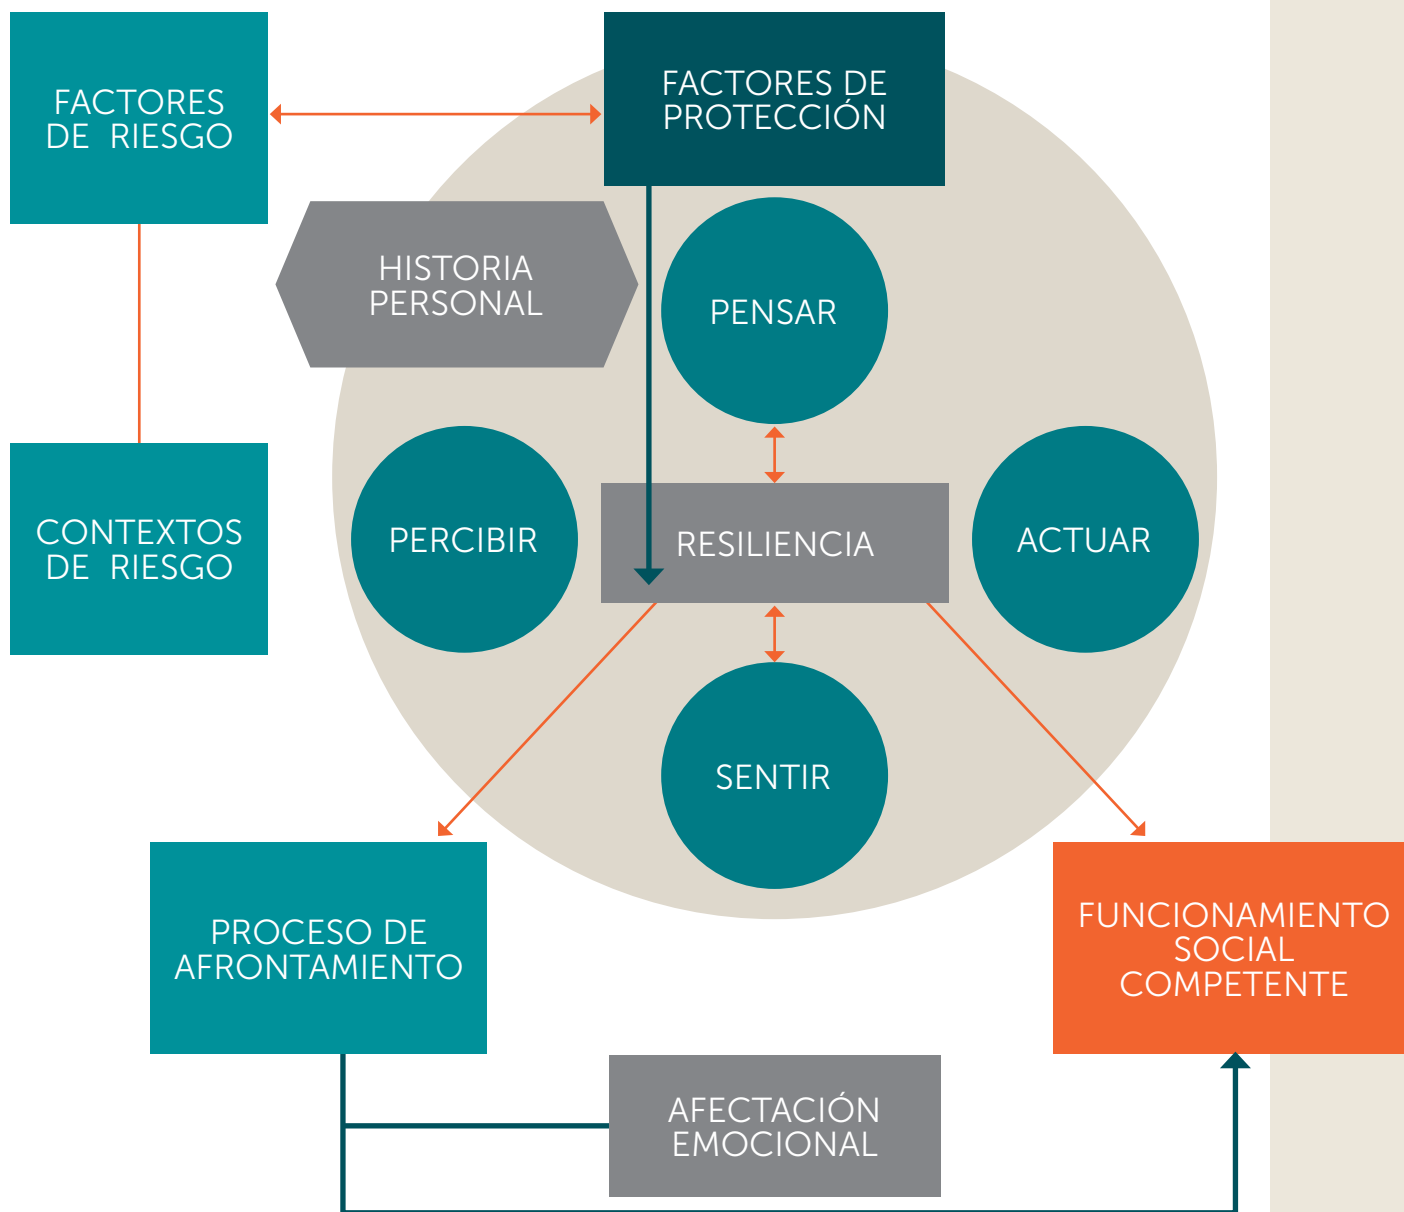 FACTORES
DE RIESGO
FACTORES DE
PROTECCIÓN
HISTORIA
PERSONAL
PENSAR
CONTEXTOS
DE RIESGO
PERCIBIR
RESILIENCIA
ACTUAR
SENTIR
PROCESO DE
AFRONTAMIENTO
FUNCIONAMIENTO
SOCIAL
COMPETENTE
AFECTACIÓN
EMOCIONAL